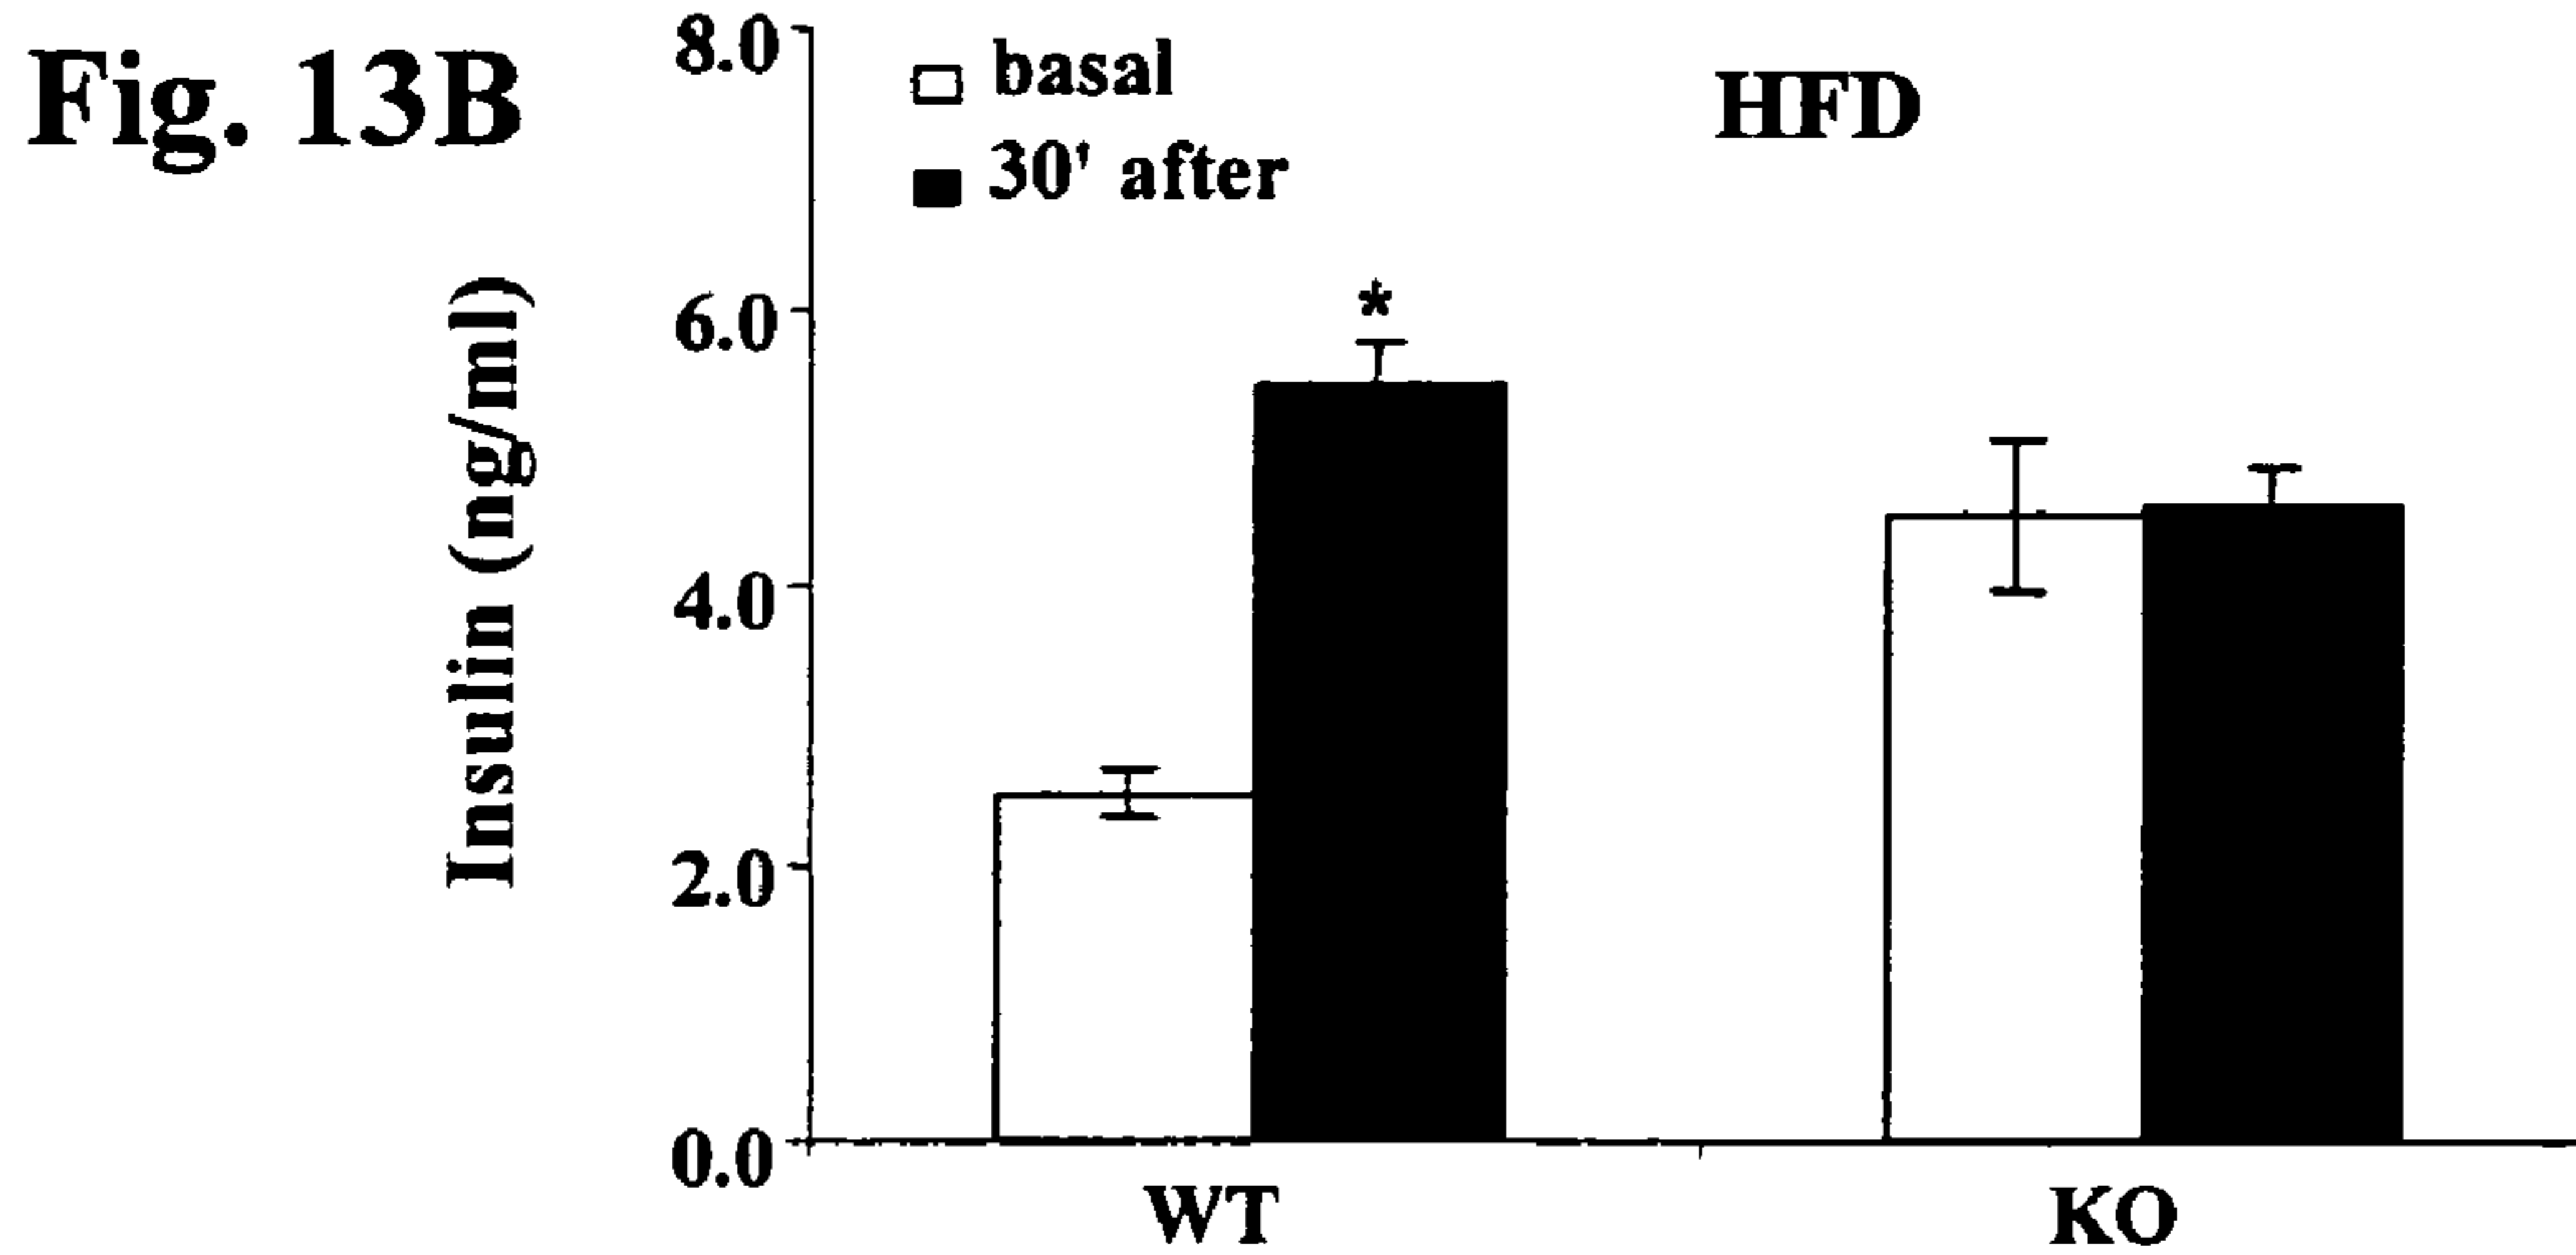 Fig. 13B
basal
30' after
HFD
Insulin (ng/ml)
8.0
6.0
*
4.0
2.0
0.0
WT
KO